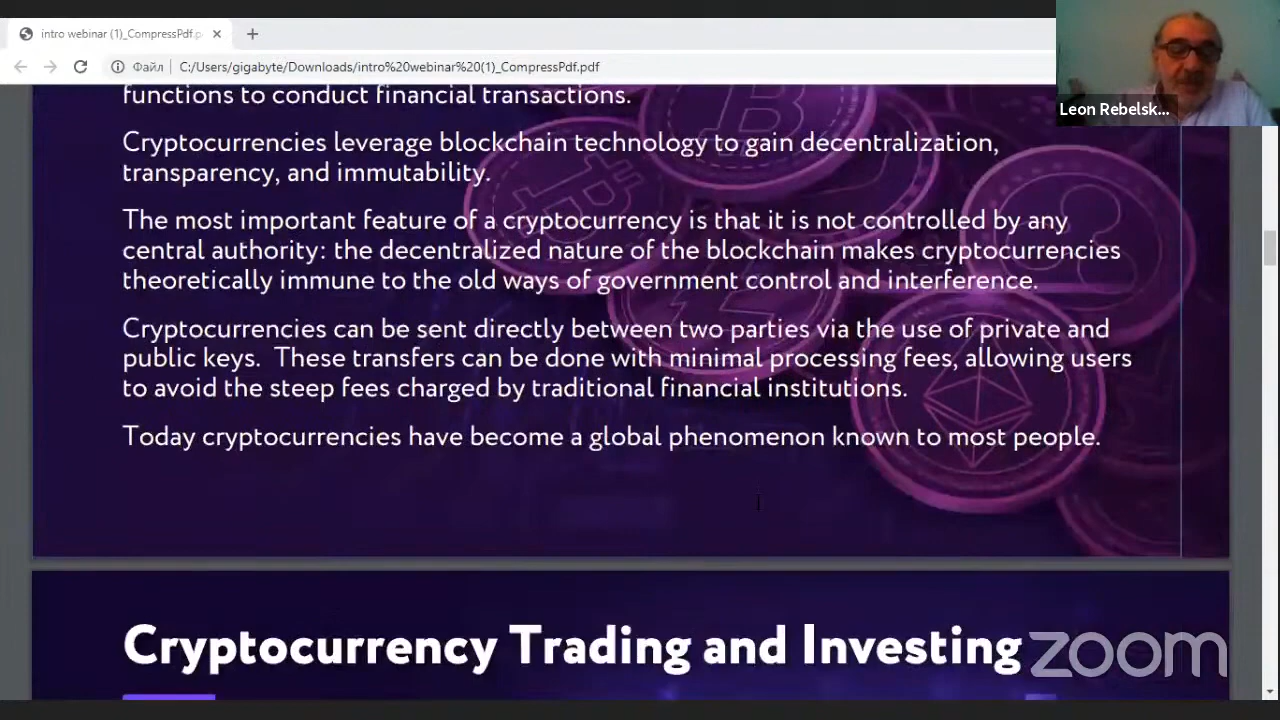 intro webinar (1)_CompressPdf.p
Файл
C:/Users/gigabyte/Downloads/intro%20webinar%20(1)_CompressPdf.pdf
Leon Rebelsk...
functions to conduct financial transactions.
Cryptocurrencies leverage blockchain technology to gain decentralization,
transparency, and immutability.
The most important feature of a cryptocurrency is that it is not controlled by any
central authority: the decentralized nature of the blockchain makes cryptocurrencies
theoretically immune to the old ways of government control and interference.
Cryptocurrencies can be sent directly between two parties via the use of private and
public keys.  These transfers can be done with minimal processing fees, allowing users
to avoid the steep fees charged by traditional financial institutions.
Today cryptocurrencies have become a global phenomenon known to most people.
Cryptocurrency Trading and Investing
zoom